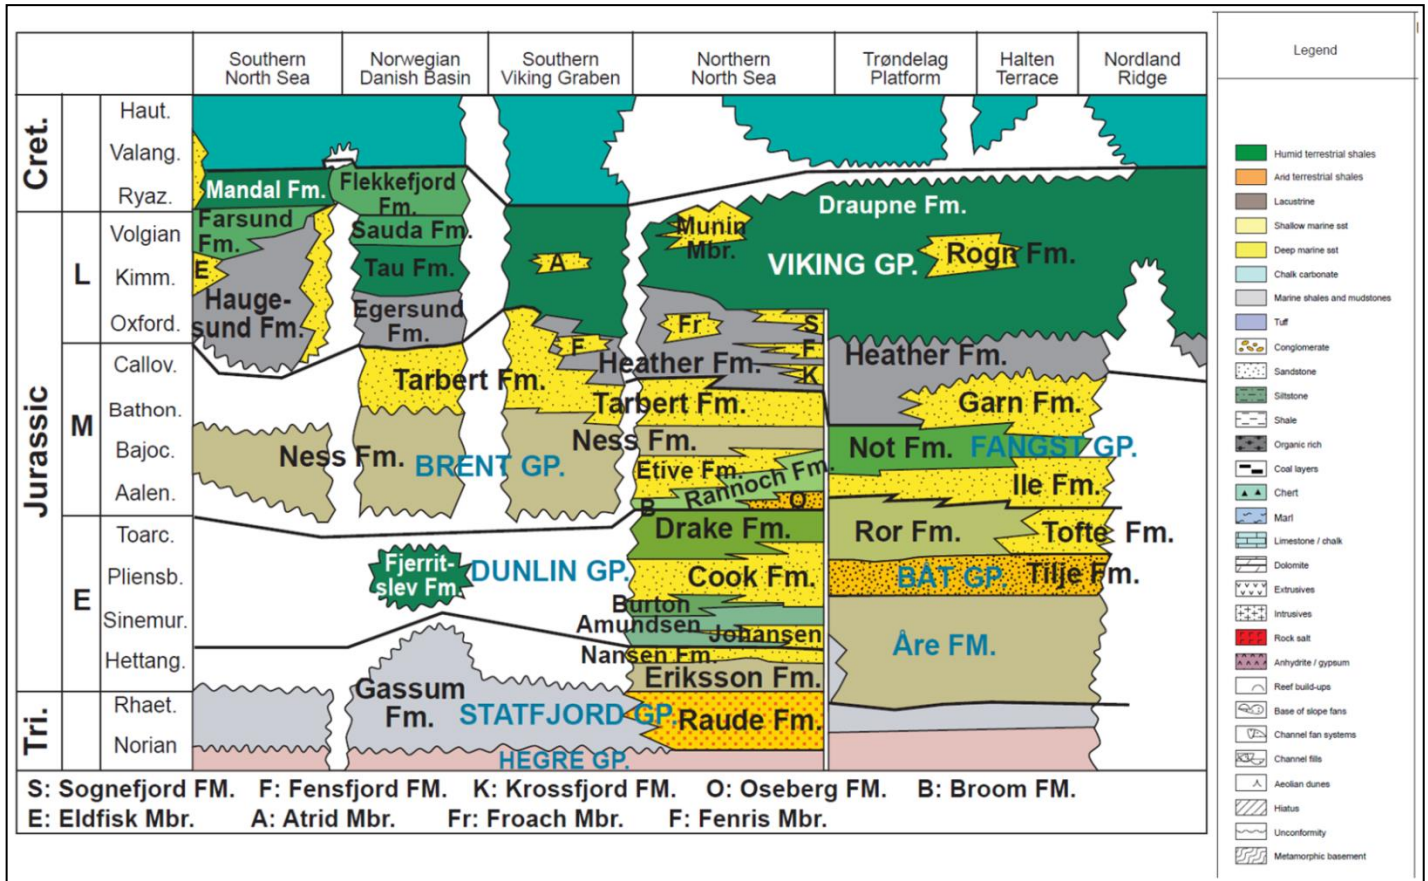 Southern
North Sea
Norwegian
Danish Basin
Southern
Viking Graben
Northern
North Sea
Trøndelag
Platform
Halten
Terrace
Nordland
Ridge
Cret.
Haut.
Valang.
Ryaz.
Jurassic
L
Volgian
Kimm.
Oxford.
M
Callov.
Bathon.
Bajoc.
Aalen.
E
Toarc.
Pliensb.
Sinemur.
Hettang.
Tri.
Rhaet.
Norian
Mandal Fm.
Flekkefjord
Fm.
Farsund
Fm.
Sauda Fm.
Munin
Mbr.
Draupne Fm.
E
Tau Fm.
A
VIKING GP.
Rogn Fm.
Hauge-
sund Fm.
Egersund
Fm.
Fr
S
F
F
K
Heather Fm.
Heather Fm.
Tarbert Fm.
Tarbert Fm.
Garn Fm.
Ness Fm.
BRENT GP.
Ness Fm.
Not Fm.
FANGST GP.
Etive Fm.
Rannoch Fm.
B
O
Ile Fm.
Drake Fm.
Ror Fm.
Tofte Fm.
Fjerrit-
slev Fm.
DUNLIN GP.
Cook Fm.
BÅT GP.
Tilje Fm.
Burton
Amundsen
Johansen
Nansen Fm.
Eriksson Fm.
Åre FM.
Gassum
Fm.
STATFJORD GP.
Raude Fm.
HEGRE GP.
S: Sognefjord FM. F: Fensfjord FM. K: Krossfjord FM. O: Oseberg FM. B: Broom FM.
E: Eldfisk Mbr. A: Atrid Mbr. Fr: Froach Mbr. F: Fenris Mbr.
Legend
Humid terrestrial shales
Arid terrestrial shales
Lacustrine
Shallow marine sst
Deep marine sst
Chalk carbonate
Marine shales and mudstones
Tuff
Conglomerate
Sandstone
Siltstone
Shale
Organic rich
Coal layers
Chert
Marl
Limestone / chalk
Dolomite
Extrusives
Intrusives
Rock salt
Anhydrite / gypsum
Reef build-ups
Base of slope fans
Channel fan systems
Channel fills
Aeolian dunes
Hiatus
Unconformity
Metamorphic basement